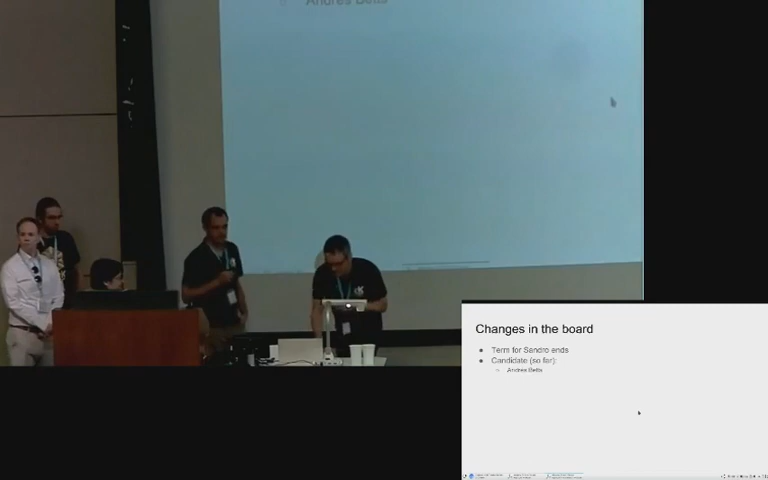 Andres Betts
Changes in the board
Term for Sandro ends
Candidate (so far):
Andres Betts